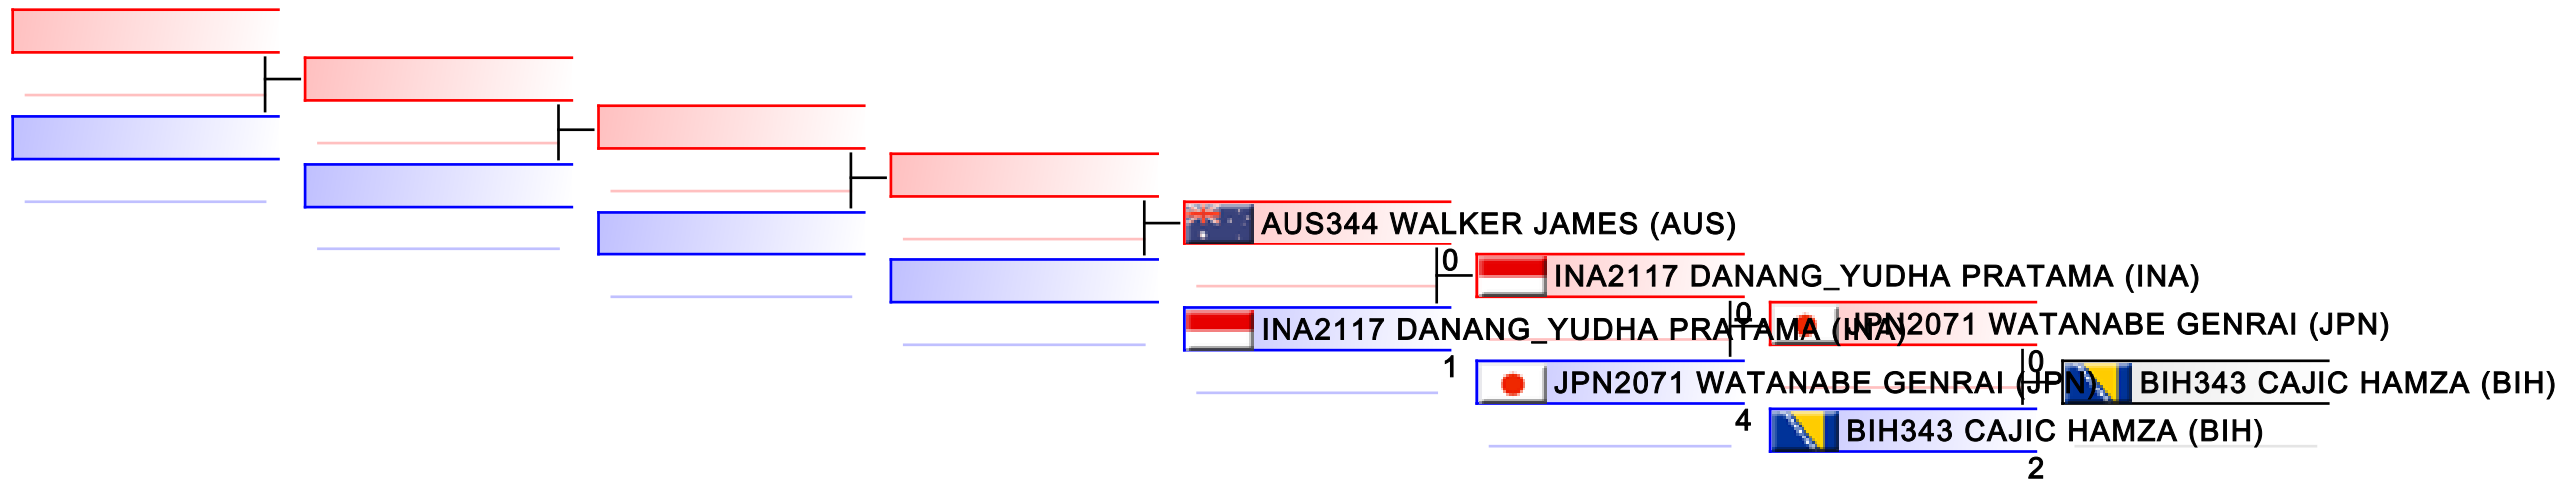 AUS344 WALKER JAMES (AUS)
0
INA2117 DANANG_YUDHA PRATAMA (INA)
INA2117 DANANG_YUDHA PRATAMA (INA)
1
0
JPN2071 WATANABE GENRAI (JPN)
JPN2071 WATANABE GENRAI (JPN)
4
0
BIH343 CAJIC HAMZA (BIH)
BIH343 CAJIC HAMZA (BIH)
2